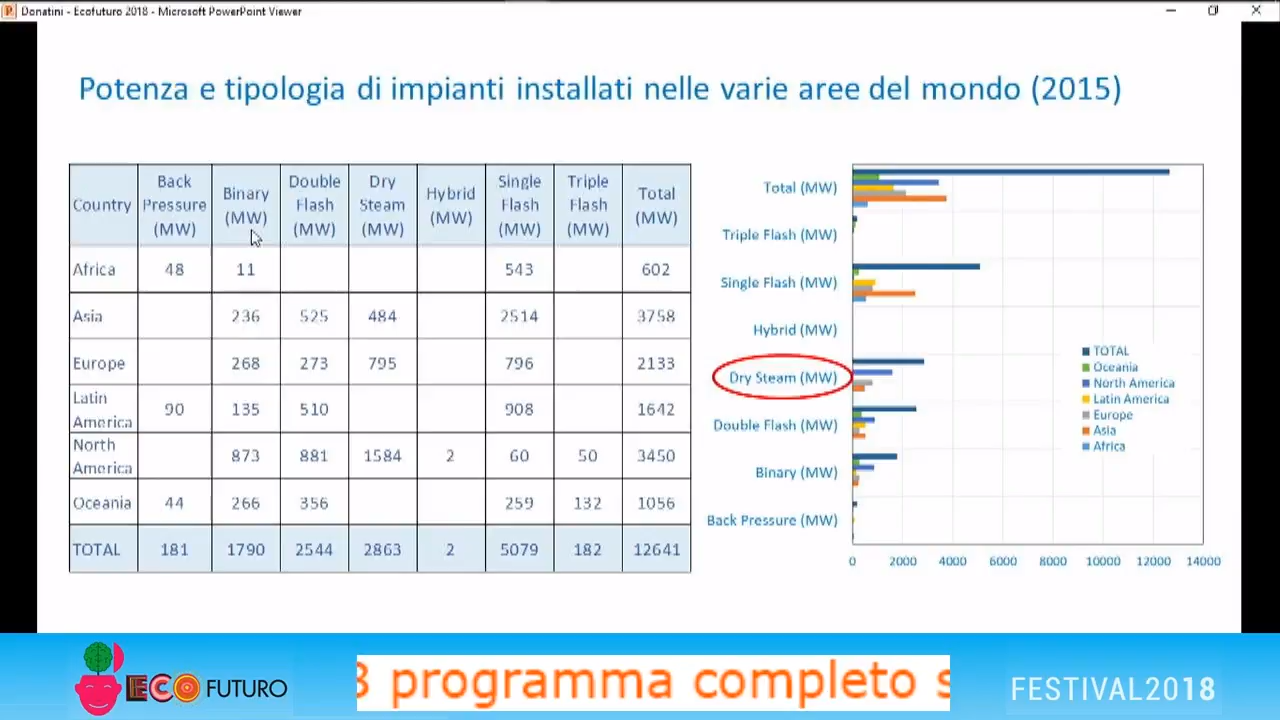 Donatini - Ecofuturo 2018 - Microsoft PowerPoint Viewer
Potenza e tipologia di impianti installati nelle varie aree del mondo (2015)
Country Back Pressure (MW) Binary (MW) Double Flash (MW) Dry Steam (MW) Hybrid (MW) Single Flash (MW) Triple Flash (MW) Total (MW)
Africa 48 11 543 602
Asia 236 525 484 2514 3758
Europe 268 273 795 796 2133
Latin America 90 135 510 908 1642
North America 873 881 1584 2 60 50 3450
Oceania 44 266 356 259 132 1056
TOTAL 181 1790 2544 2863 2 5079 182 12641
Total (MW)
Triple Flash (MW)
Single Flash (MW)
Hybrid (MW)
Dry Steam (MW)
Double Flash (MW)
Binary (MW)
Back Pressure (MW)
0 2000 4000 6000 8000 10000 12000 14000
TOTAL
Oceania
North America
Latin America
Europe
Asia
Africa
ECO FUTURO
8 programma completo s
FESTIVAL2018